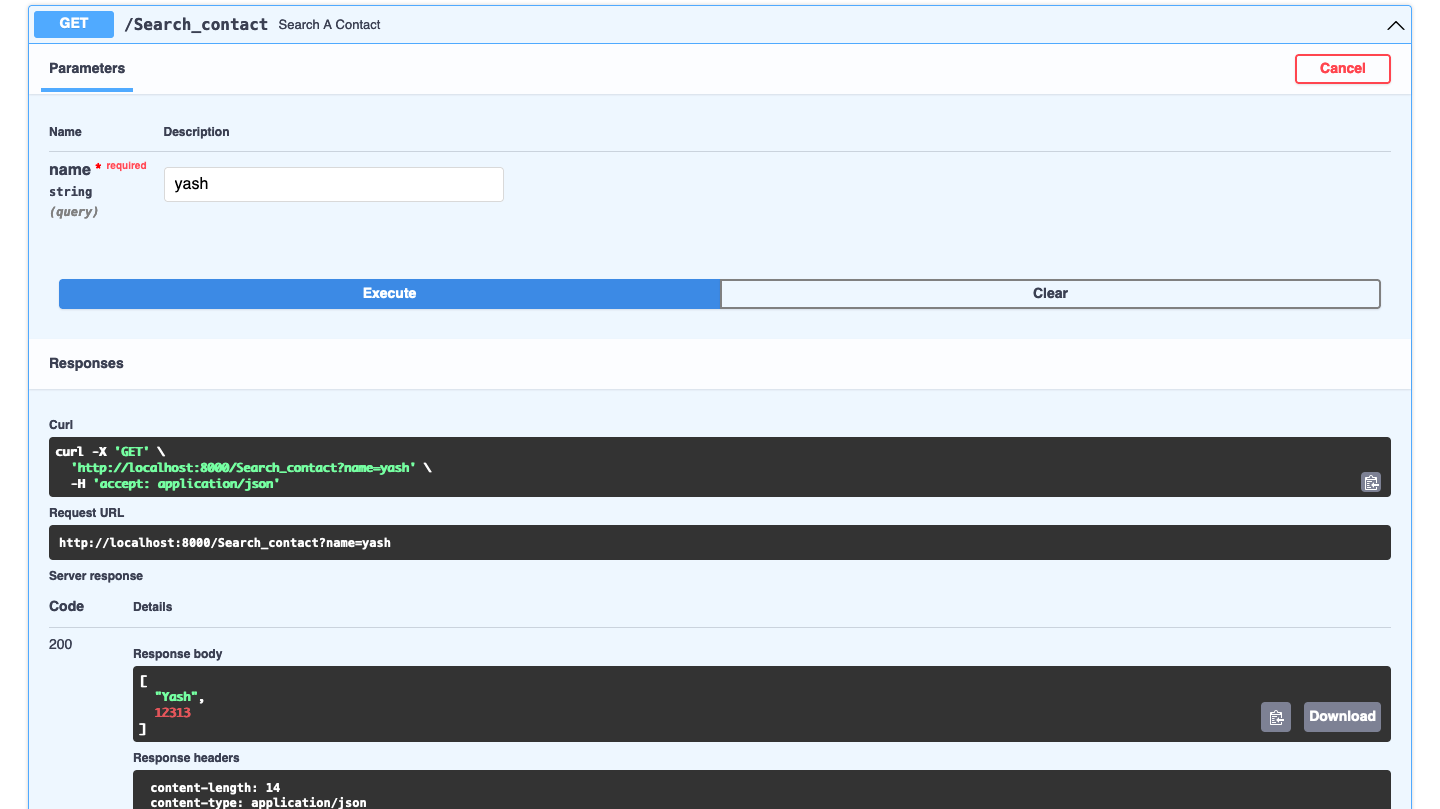 GET /Search_contact Search A Contact
Parameters Cancel
Name Description
name * required
string
(query)
yash
Execute Clear
Responses
Curl
curl -X 'GET' \
  'http://localhost:8000/Search_contact?name=yash' \
  -H 'accept: application/json'
Request URL
http://localhost:8000/Search_contact?name=yash
Server response
Code Details
200
Response body
[
  "Yash",
  12313
]
Download
Response headers
content-length: 14
content-type: application/json